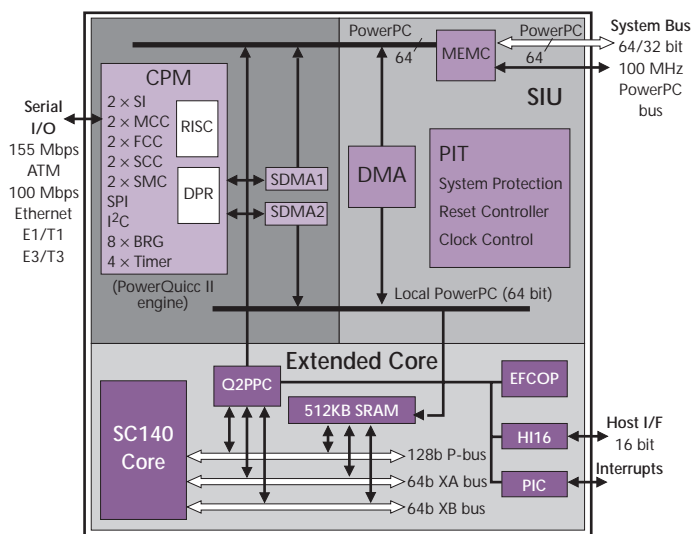 PowerPC
64
MEMC
PowerPC
64
System Bus
64/32 bit
100 MHz
PowerPC
bus
SIU
CPM
2 × SI
2 × MCC
2 × FCC
2 × SCC
2 × SMC
SPI
I²C
8 × BRG
4 × Timer
RISC
DPR
(PowerQuicc II
engine)
Serial
I/O
155 Mbps
ATM
100 Mbps
Ethernet
E1/T1
E3/T3
SDMA1
SDMA2
DMA
PIT
System Protection
Reset Controller
Clock Control
Local PowerPC (64 bit)
Extended Core
Q2PPC
512KB SRAM
EFCOP
SC140
Core
HI16
PIC
Host I/F
16 bit
Interrupts
128b P-bus
64b XA bus
64b XB bus